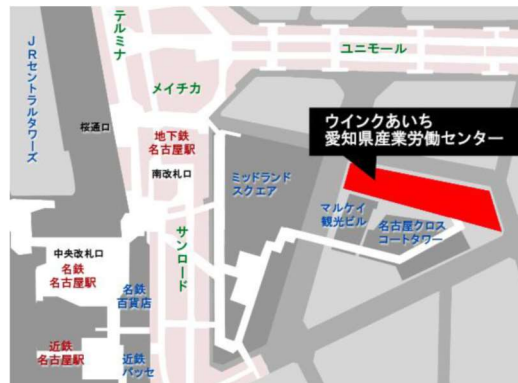 テルミナ
ユニモール
JRセントラルタワーズ
メイチカ
ウインクあいち
愛知県産業労働センター
桜通口
地下鉄
名古屋駅
南改札口
ミッドランド
スクエア
マルケイ
観光ビル
名古屋クロス
コートタワー
サンロード
中央改札口
名鉄
名古屋駅
名鉄
百貨店
近鉄
名古屋駅
近鉄
パッセ